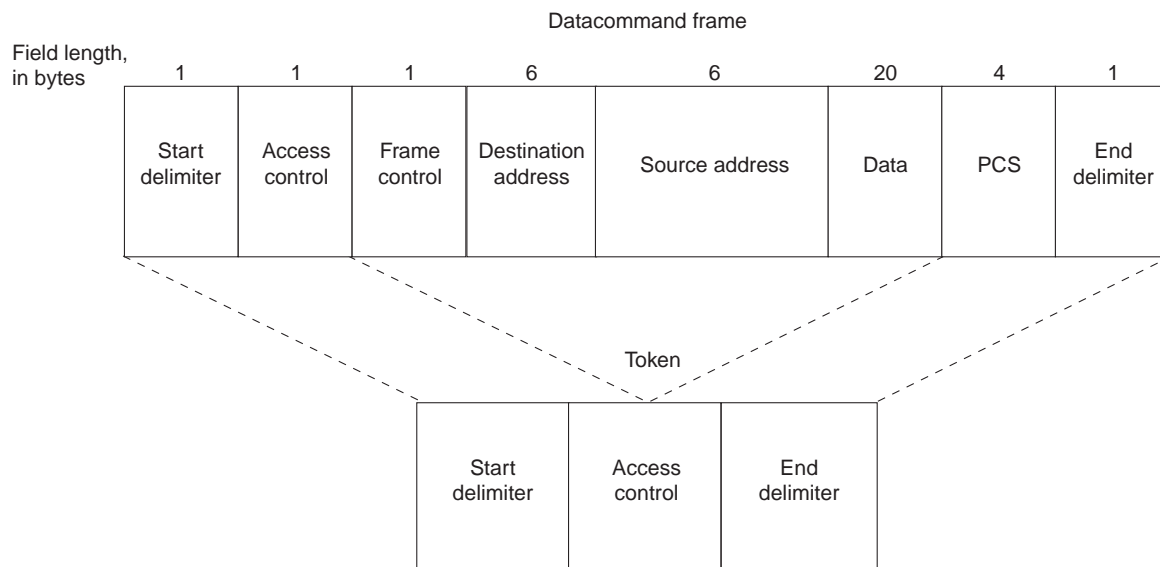 Datacommand frame
Field length,
in bytes
1 1 1 6 6 20 4 1
Start
delimiter
Access
control
Frame
control
Destination
address
Source address
Data
PCS
End
delimiter
Token
Start
delimiter
Access
control
End
delimiter